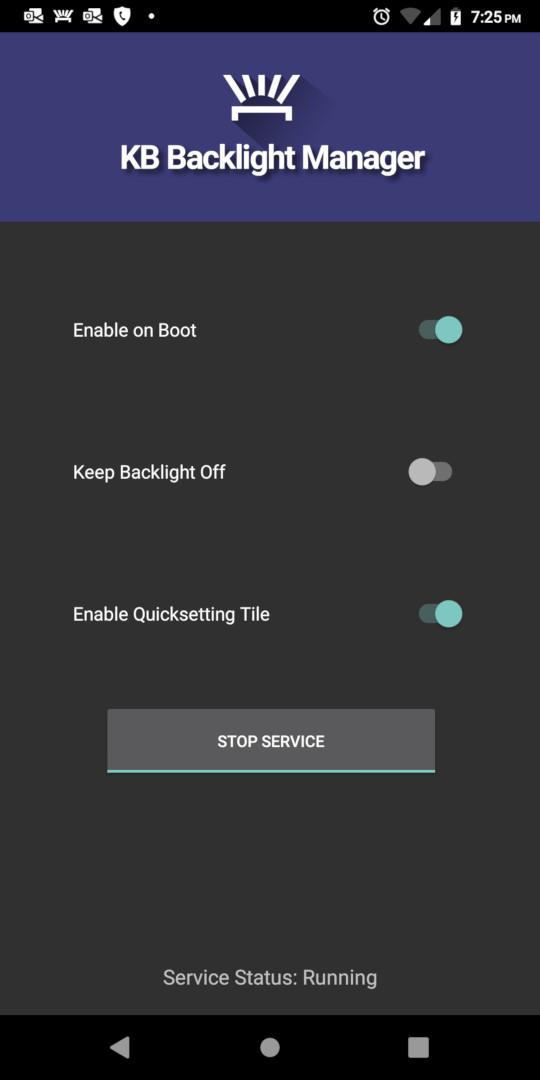 7:25 PM
KB Backlight Manager
Enable on Boot
Keep Backlight Off
Enable Quicksetting Tile
STOP SERVICE
Service Status: Running